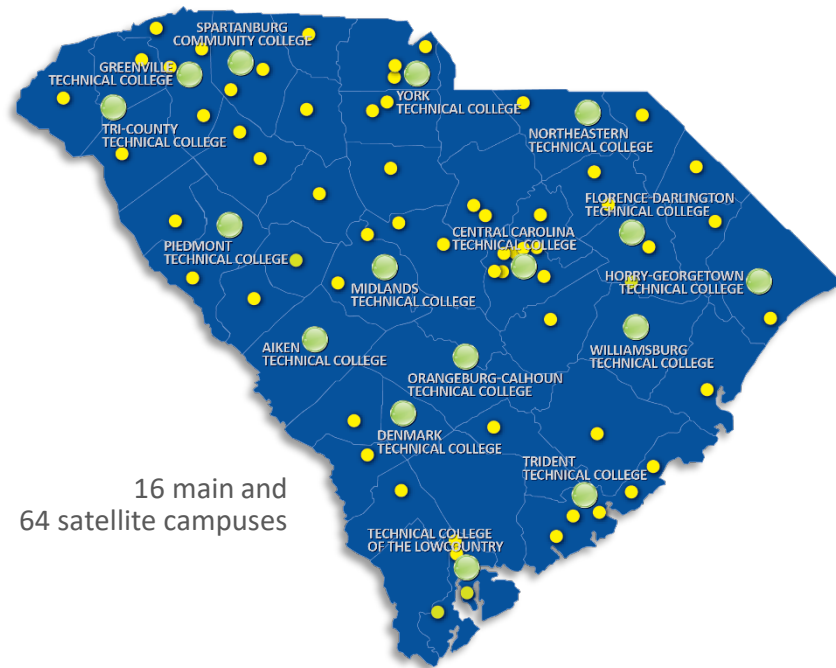 SPARTANBURG
COMMUNITY COLLEGE
GREENVILLE
TECHNICAL COLLEGE
YORK
TECHNICAL COLLEGE
TRI-COUNTY
TECHNICAL COLLEGE
NORTHEASTERN
TECHNICAL COLLEGE
FLORENCE-DARLINGTON
TECHNICAL COLLEGE
CENTRAL CAROLINA
TECHNICAL COLLEGE
PIEDMONT
TECHNICAL COLLEGE
HORRY-GEORGETOWN
TECHNICAL COLLEGE
MIDLANDS
TECHNICAL COLLEGE
AIKEN
TECHNICAL COLLEGE
WILLIAMSBURG
TECHNICAL COLLEGE
ORANGEBURG-CALHOUN
TECHNICAL COLLEGE
DENMARK
TECHNICAL COLLEGE
TRIDENT
TECHNICAL COLLEGE
16 main and
64 satellite campuses
TECHNICAL COLLEGE
OF THE LOWCOUNTRY